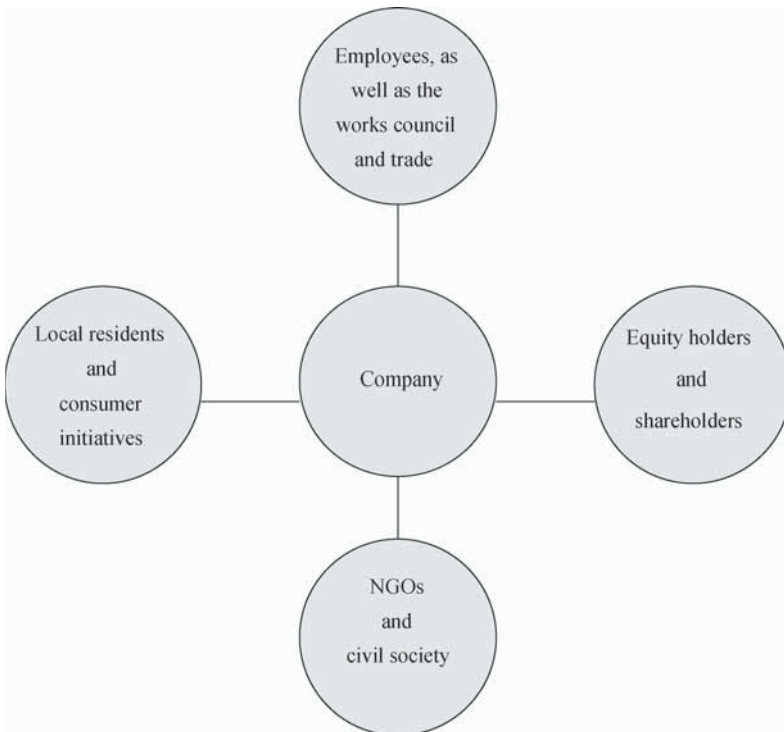 Employees, as
well as the
works council
and trade
Local residents
and
consumer
initiatives
Company
Equity holders
and
shareholders
NGOs
and
civil society